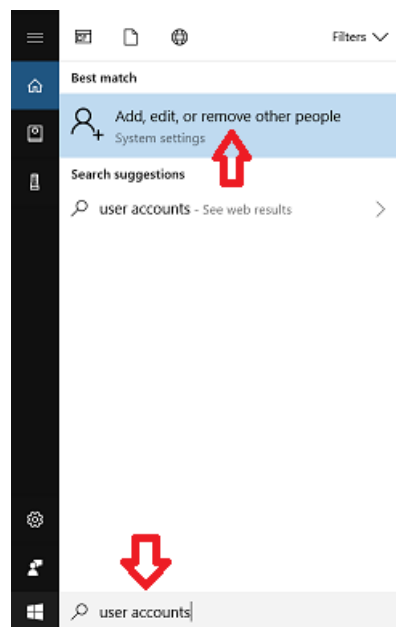 Filters
Best match
Add, edit, or remove other people
System settings
Search suggestions
user accounts - See web results
user accounts